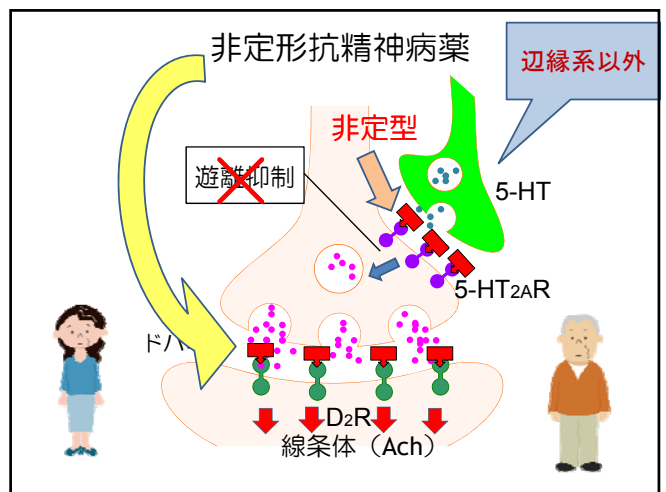 非定形抗精神病薬
辺縁系以外
非定型
遊離抑制
5-HT
5-HT2AR
ドパ
D2R
線条体（Ach）